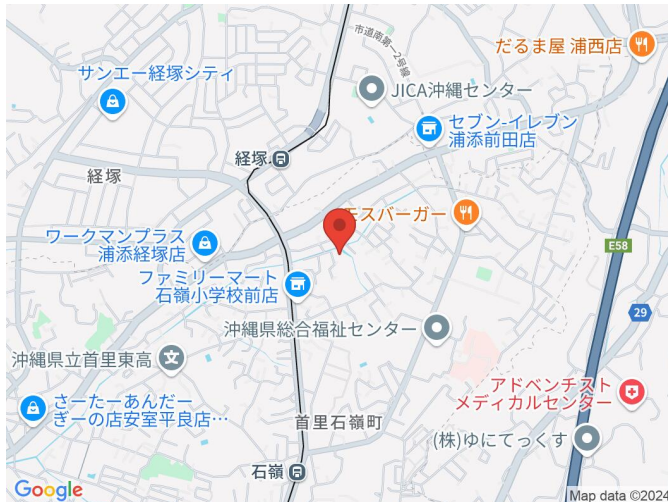 だるま屋 浦西店
市道南第一2号線
サンエー経塚シティ
JICA沖縄センター
セブン-イレブン
浦添前田店
経塚
経塚
モスバーガー
ワークマンプラス
浦添経塚店
E58
ファミリーマート
石嶺小学校前店
29
沖縄県総合福祉センター
沖縄県立首里東高
文
アドベンチスト
メディカルセンター
さーたーあんだー
ぎーの店安室平良店…
首里石嶺町
(株)ゆにてっくす
石嶺
Google
Map data ©2024